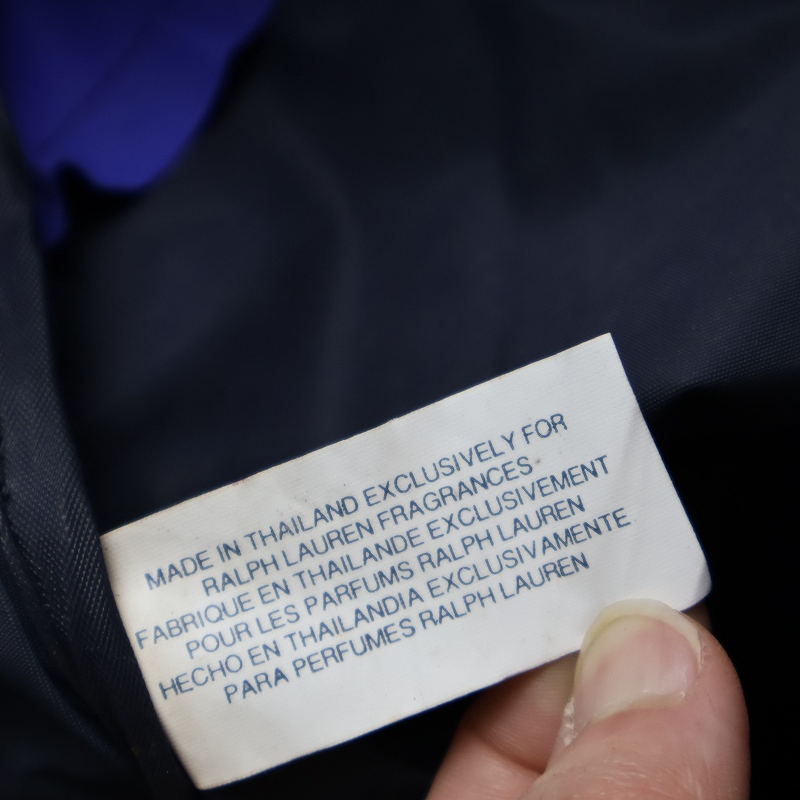 MADE IN THAILAND EXCLUSIVELY FOR
RALPH LAUREN FRAGRANCES
FABRIQUE EN THAILANDE EXCLUSIVEMENT
POUR LES PARFUMS RALPH LAUREN
HECHO EN THAILANDIA EXCLUSIVAMENTE
PARA PERFUMES RALPH LAUREN